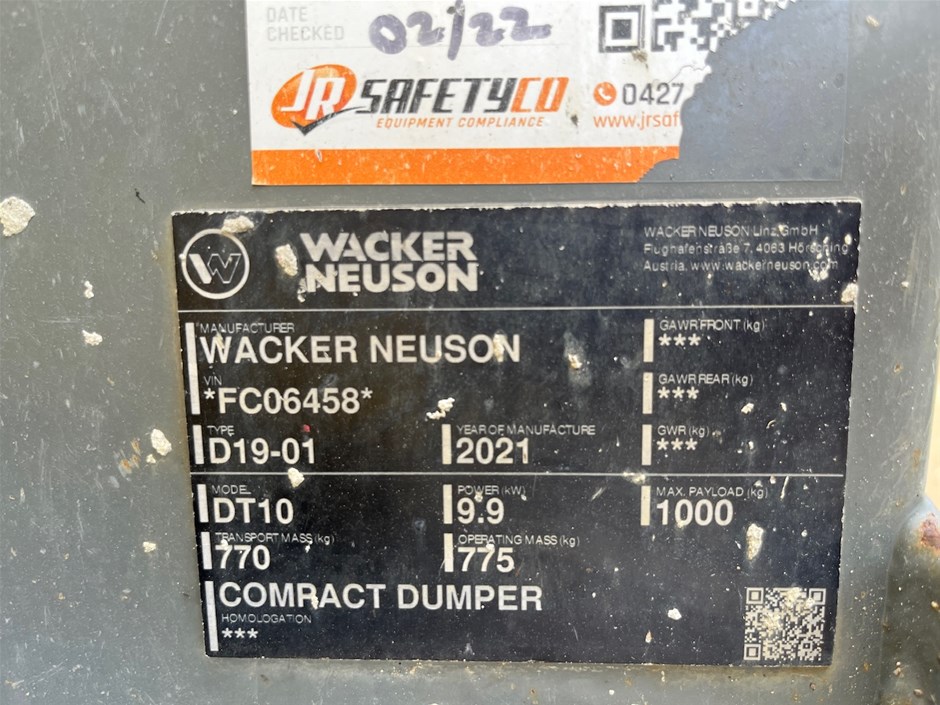 DATE
CHECKED
02/22
JR SAFETYCO
EQUIPMENT COMPLIANCE
0427
www.jrsaf
W
WACKER
NEUSON
WACKER NEUSON Linz GmbH
Flughafenstraße 7, 4063 Hörsching
Austria. www.wackerneuson.com
MANUFACTURER
WACKER NEUSON
VIN
*FC06458*
TYPE
D19-01
YEAR OF MANUFACTURE
2021
GAWR FRONT (kg)
***
GAWR REAR (kg)
***
GWR (kg)
***
MODEL
DT10
POWER (kW)
9.9
MAX. PAYLOAD (kg)
1000
TRANSPORT MASS (kg)
770
OPERATING MASS (kg)
775
COMPACT DUMPER
HOMOLOGATION
***